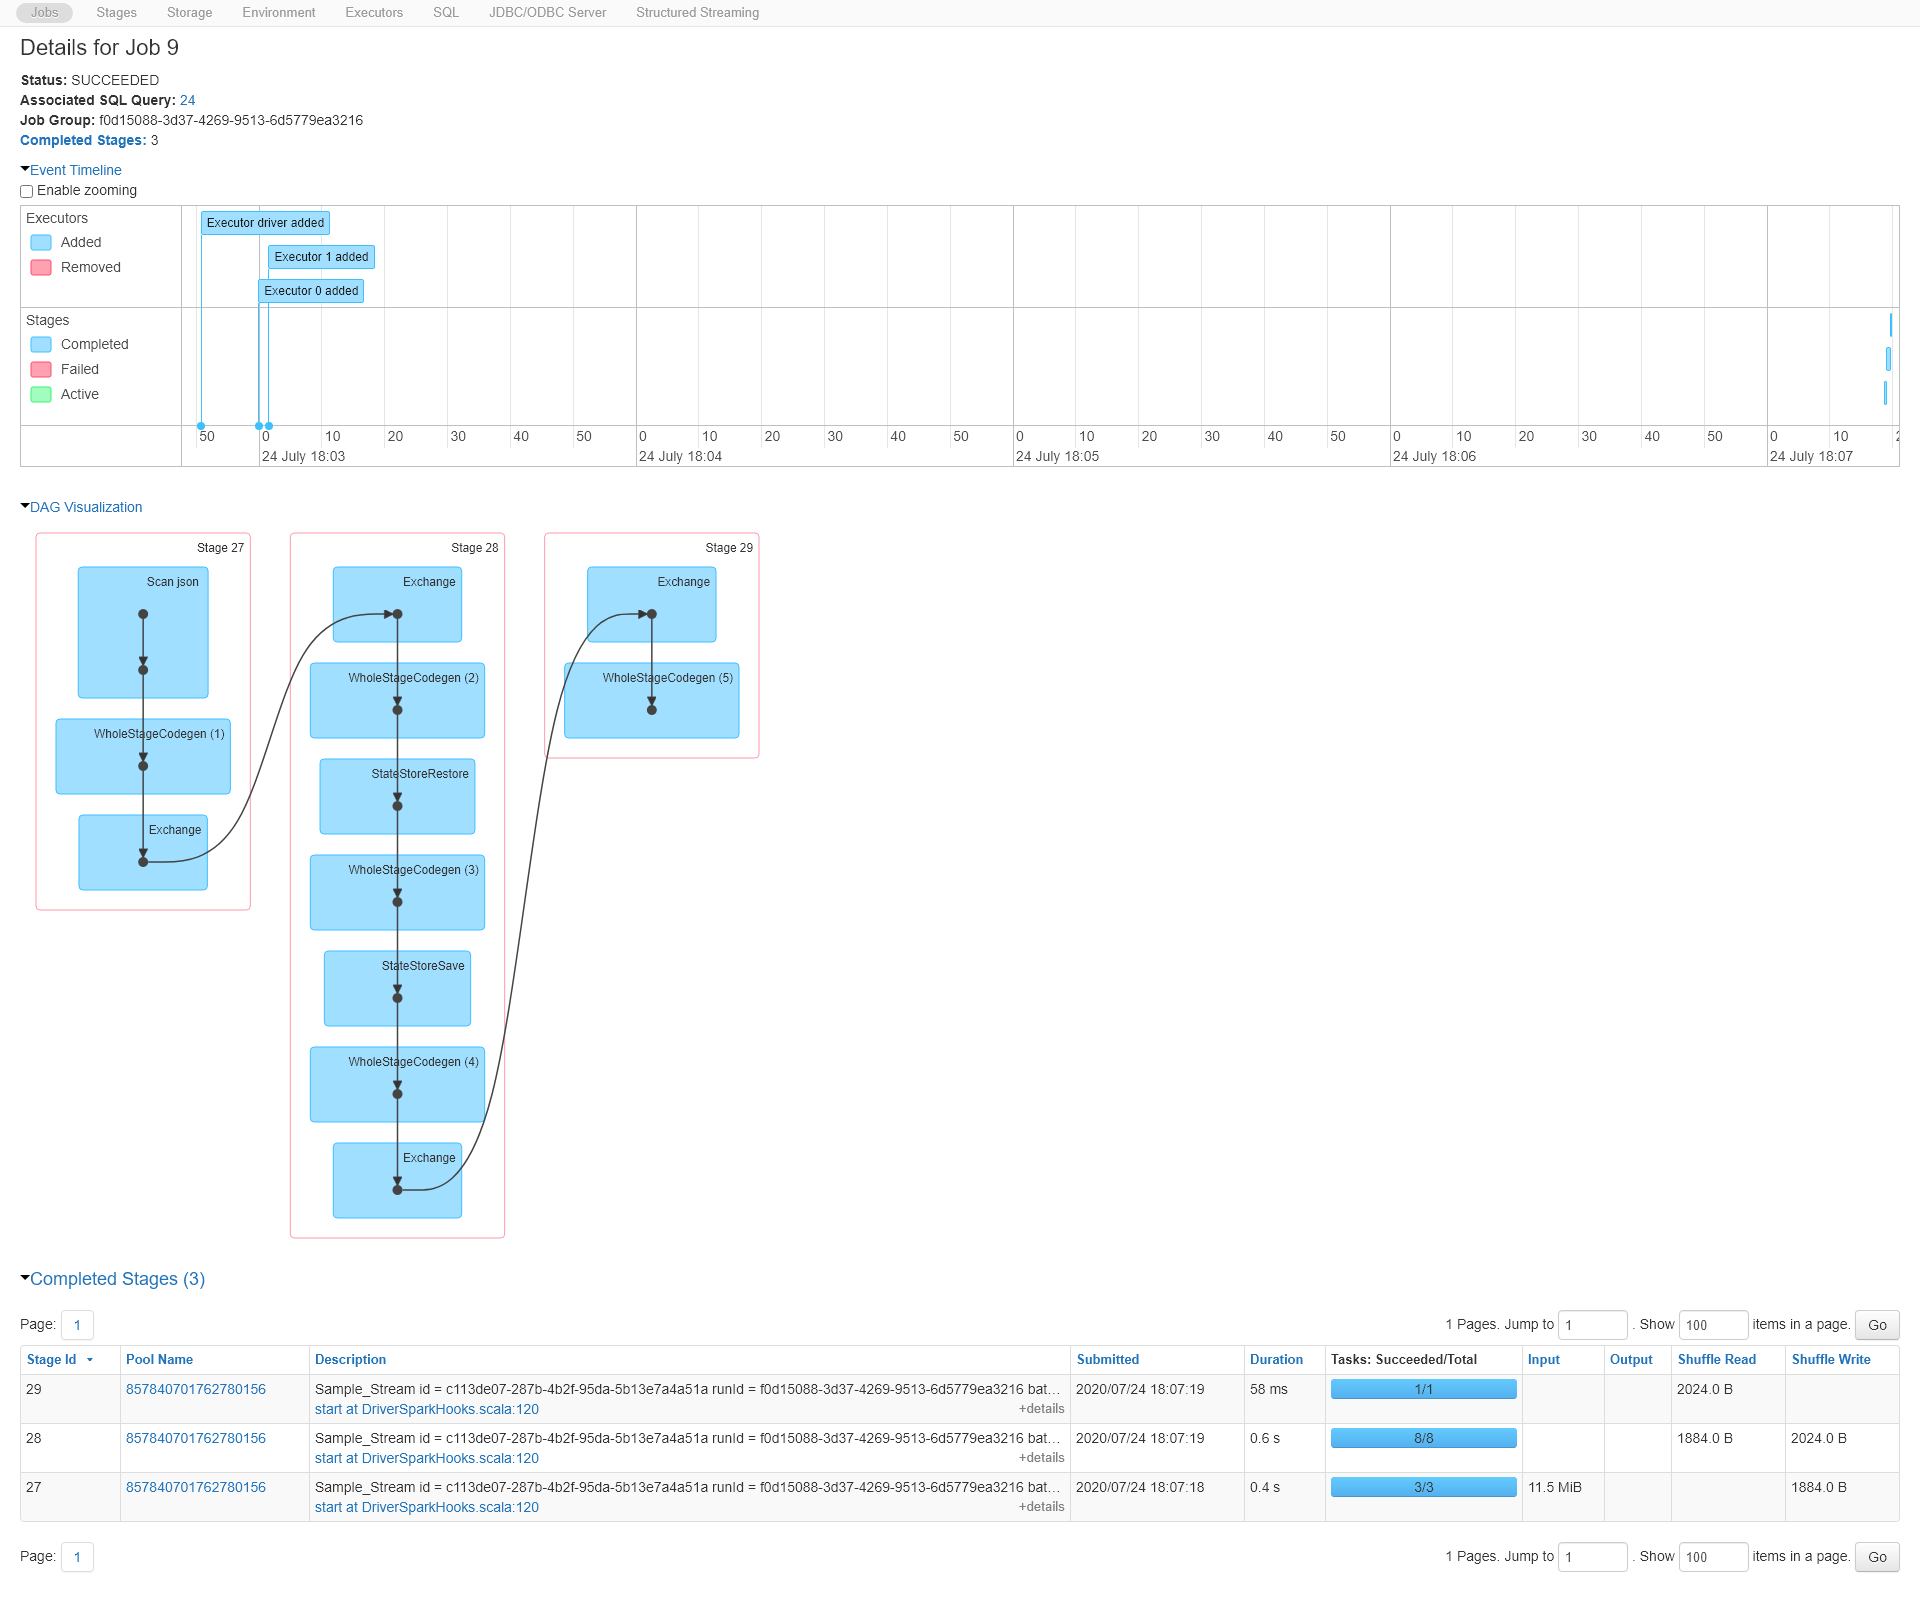 Jobs Stages Storage Environment Executors SQL JDBC/ODBC Server Structured Streaming
Details for Job 9
Status: SUCCEEDED
Associated SQL Query: 24
Job Group: f0d15088-3d37-4269-9513-6d5779ea3216
Completed Stages: 3
Event Timeline
Enable zooming
Executors
Added
Removed
Executor driver added
Executor 1 added
Executor 0 added
Stages
Completed
Failed
Active
50 0 10 20 30 40 50 0 10 20 30 40 50 0 10 20 30 40 50 0 10 20 30 40 50 0 10
24 July 18:03 24 July 18:04 24 July 18:05 24 July 18:06 24 July 18:07
DAG Visualization
Stage 27
Scan json
WholeStageCodegen (1)
Exchange
Stage 28
Exchange
WholeStageCodegen (2)
StateStoreRestore
WholeStageCodegen (3)
StateStoreSave
WholeStageCodegen (4)
Exchange
Stage 29
Exchange
WholeStageCodegen (5)
Completed Stages (3)
Page: 1 1 Pages. Jump to 1 . Show 100 items in a page. Go
Stage Id Pool Name Description Submitted Duration Tasks: Succeeded/Total Input Output Shuffle Read Shuffle Write
29 857840701762780156 Sample_Stream id = c113de07-287b-4b2f-95da-5b13e7a4a51a runId = f0d15088-3d37-4269-9513-6d5779ea3216 bat... 2020/07/24 18:07:19 58 ms 1/1 2024.0 B
start at DriverSparkHooks.scala:120 +details
28 857840701762780156 Sample_Stream id = c113de07-287b-4b2f-95da-5b13e7a4a51a runId = f0d15088-3d37-4269-9513-6d5779ea3216 bat... 2020/07/24 18:07:19 0.6 s 8/8 1884.0 B 2024.0 B
start at DriverSparkHooks.scala:120 +details
27 857840701762780156 Sample_Stream id = c113de07-287b-4b2f-95da-5b13e7a4a51a runId = f0d15088-3d37-4269-9513-6d5779ea3216 bat... 2020/07/24 18:07:18 0.4 s 3/3 11.5 MiB 1884.0 B
start at DriverSparkHooks.scala:120 +details
Page: 1 1 Pages. Jump to 1 . Show 100 items in a page. Go